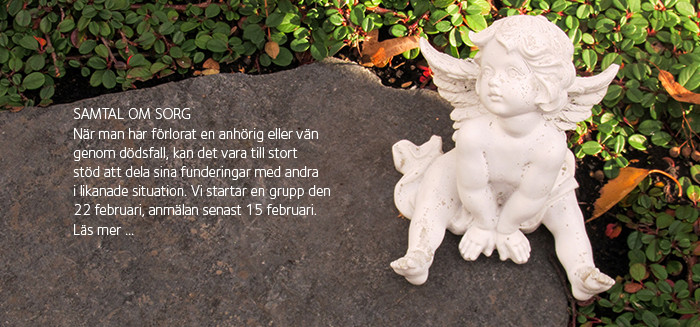 SAMTAL OM SORG
När man har förlorat en anhörig eller vän
genom dödsfall, kan det vara till stort
stöd att dela sina funderingar med andra
i likanade situation. Vi startar en grupp den
22 februari, anmälan senast 15 februari.
Läs mer ...